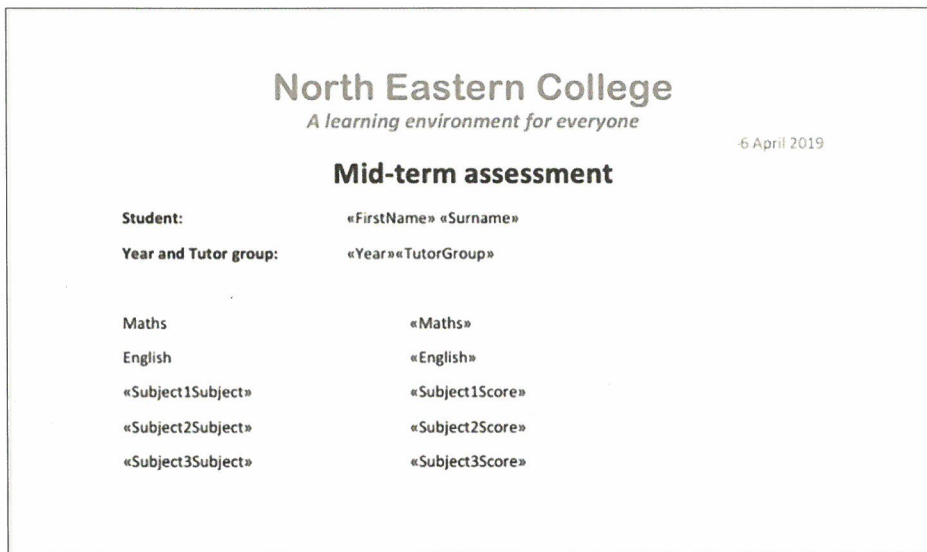 North Eastern College
A learning environment for everyone
6 April 2019
Mid-term assessment
Student: «FirstName» «Surname»
Year and Tutor group: «Year»«TutorGroup»
Maths «Maths»
English «English»
«Subject1Subject» «Subject1Score»
«Subject2Subject» «Subject2Score»
«Subject3Subject» «Subject3Score»